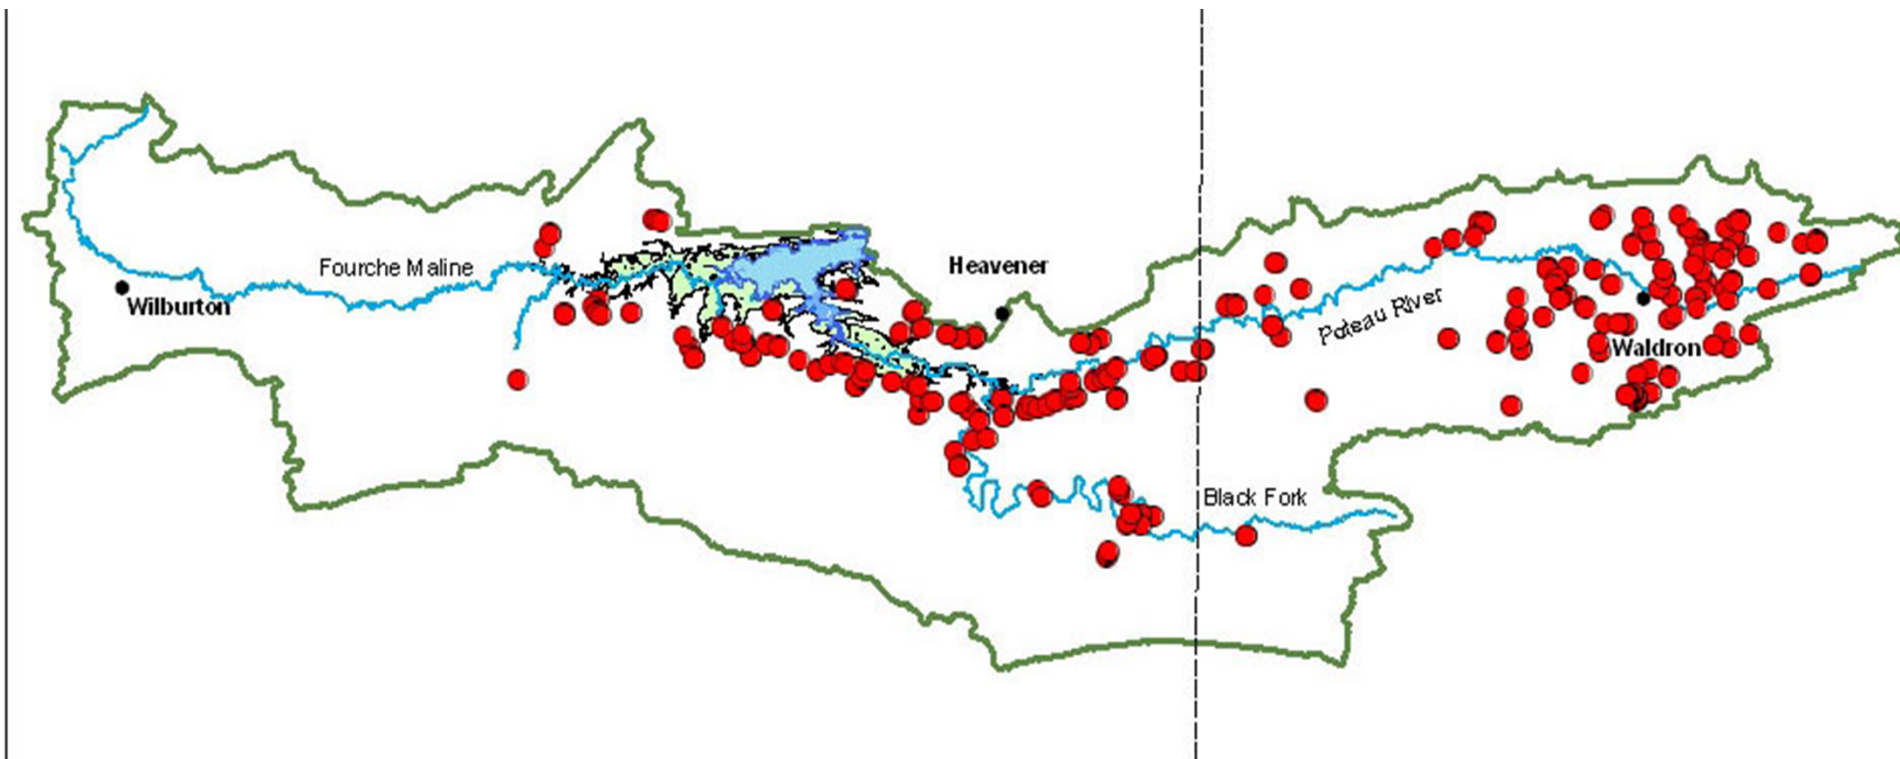 Heavener
Fourche Maline
Wilburton
Poteau River
Waldron
Black Fork